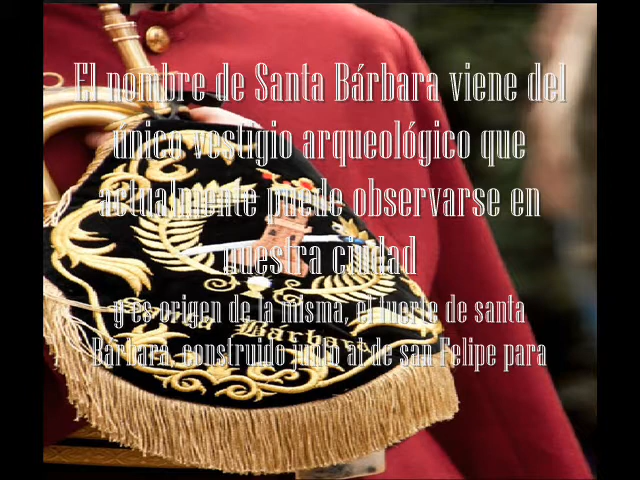 El nombre de Santa Bárbara viene del
único vestigio arqueológico que
actualmente puede observarse en
nuestra ciudad
y es origen de la misma, el fuerte de santa
Bárbara, construido junto al de san Felipe para
Bárbara